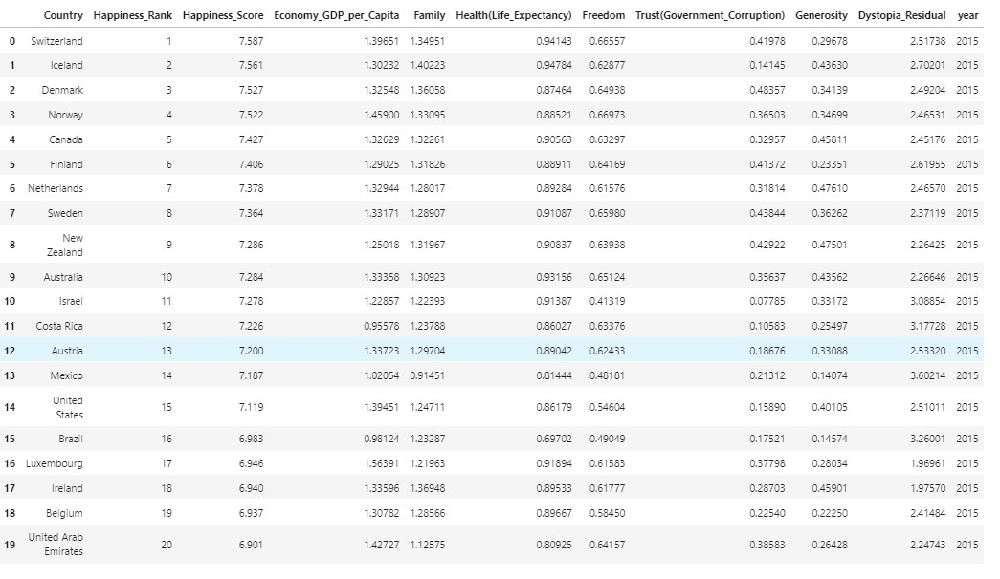 Country Happiness_Rank Happiness_Score Economy_GDP_per_Capita Family Health(Life_Expectancy) Freedom Trust(Government_Corruption) Generosity Dystopia_Residual year
0 Switzerland 1 7.587 1.39651 1.34951 0.94143 0.66557 0.41978 0.29678 2.51738 2015
1 Iceland 2 7.561 1.30232 1.40223 0.94784 0.62877 0.14145 0.43630 2.70201 2015
2 Denmark 3 7.527 1.32548 1.36058 0.87464 0.64938 0.48357 0.34139 2.49204 2015
3 Norway 4 7.522 1.45900 1.33095 0.88521 0.66973 0.36503 0.34699 2.46531 2015
4 Canada 5 7.427 1.32629 1.32261 0.90563 0.63297 0.32957 0.45811 2.45176 2015
5 Finland 6 7.406 1.29025 1.31826 0.88911 0.64169 0.41372 0.23351 2.61955 2015
6 Netherlands 7 7.378 1.32944 1.28017 0.89284 0.61576 0.31814 0.47610 2.46570 2015
7 Sweden 8 7.364 1.33171 1.28907 0.91087 0.65980 0.43844 0.36262 2.37119 2015
8 New
Zealand 9 7.286 1.25018 1.31967 0.90837 0.63938 0.42922 0.47501 2.26425 2015
9 Australia 10 7.284 1.33358 1.30923 0.93156 0.65124 0.35637 0.43562 2.26646 2015
10 Israel 11 7.278 1.22857 1.22393 0.91387 0.41319 0.07785 0.33172 3.08854 2015
11 Costa Rica 12 7.226 0.95578 1.23788 0.86027 0.63376 0.10583 0.25497 3.17728 2015
12 Austria 13 7.200 1.33723 1.29704 0.89042 0.62433 0.18676 0.33088 2.53320 2015
13 Mexico 14 7.187 1.02054 0.91451 0.81444 0.48181 0.21312 0.14074 3.60214 2015
14 United
States 15 7.119 1.39451 1.24711 0.86179 0.54604 0.15890 0.40105 2.51011 2015
15 Brazil 16 6.983 0.98124 1.23287 0.69702 0.49049 0.17521 0.14574 3.26001 2015
16 Luxembourg 17 6.946 1.56391 1.21963 0.91894 0.61583 0.37798 0.28034 1.96961 2015
17 Ireland 18 6.940 1.33596 1.36948 0.89533 0.61777 0.28703 0.45901 1.97570 2015
18 Belgium 19 6.937 1.30782 1.28566 0.89667 0.58450 0.22540 0.22250 2.41484 2015
19 United Arab
Emirates 20 6.901 1.42727 1.12575 0.80925 0.64157 0.38583 0.26428 2.24743 2015